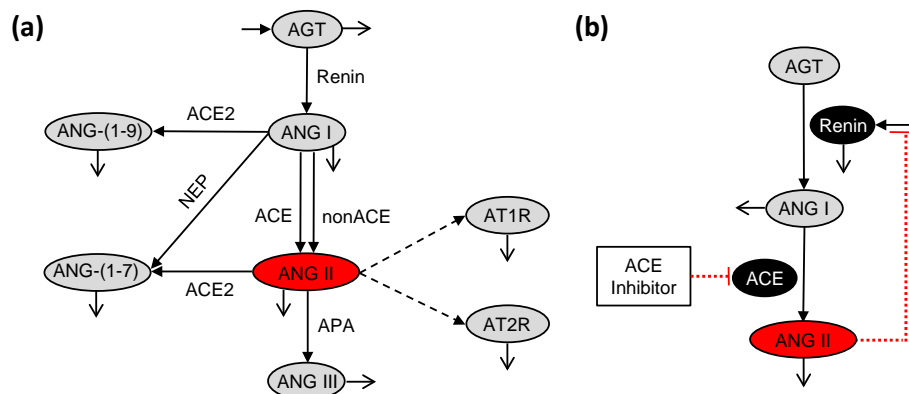 (a)
AGT
Renin
ACE2
ANG-(1-9)
ANG I
NEP
ACE
nonACE
AT1R
ANG-(1-7)
ANG II
ACE2
APA
AT2R
ANG III
(b)
AGT
Renin
ANG I
ACE
Inhibitor
ACE
ANG II